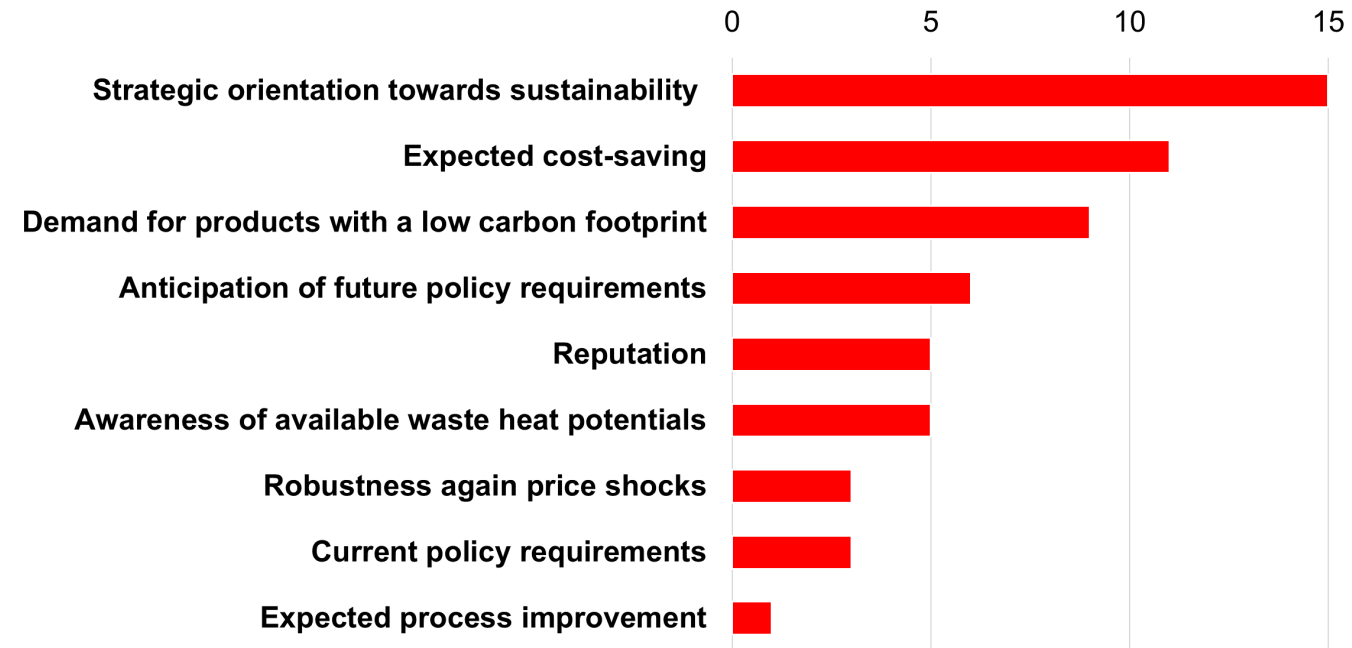 0 5 10 15
Strategic orientation towards sustainability
Expected cost-saving
Demand for products with a low carbon footprint
Anticipation of future policy requirements
Reputation
Awareness of available waste heat potentials
Robustness again price shocks
Current policy requirements
Expected process improvement